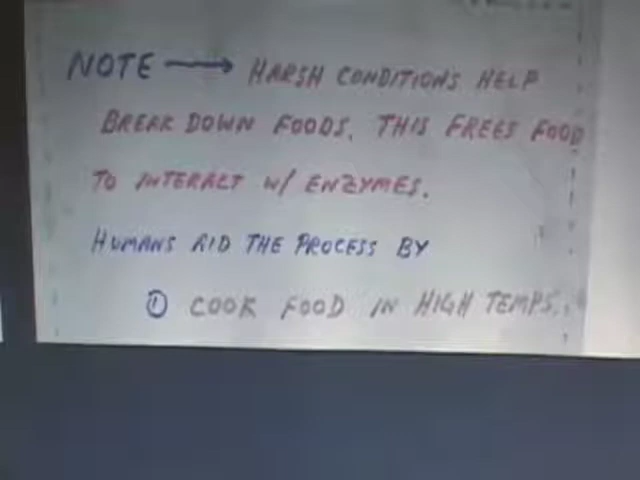 NOTE → HARSH CONDITIONS HELP
BREAK DOWN FOODS. THIS FREES FOOD
TO INTERACT W/ ENZYMES.
HUMANS AID THE PROCESS BY
① COOK FOOD IN HIGH TEMPS.